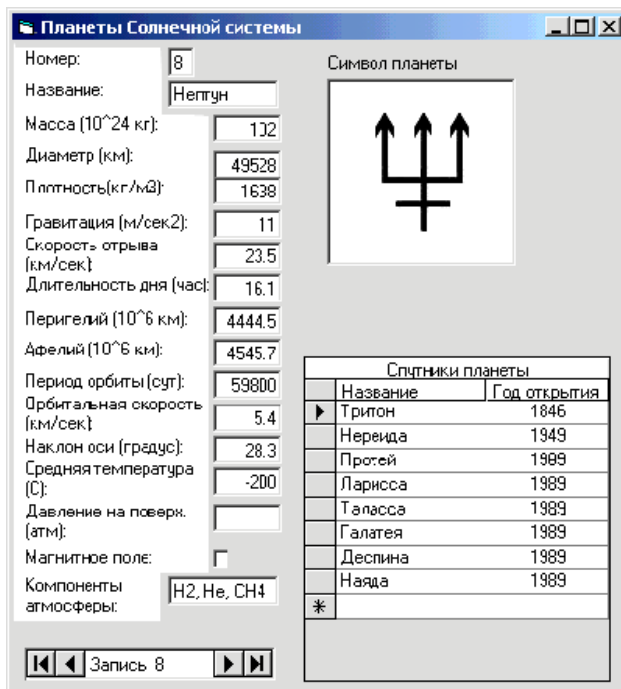 Планеты Солнечной системы
Номер: 8
Название: Нептун
Масса (10^24 кг): 102
Диаметр (км): 49528
Плотность(кг/м3): 1638
Гравитация (м/сек2): 11
Скорость отрыва
(км/сек): 23.5
Длительность дня (час): 16.1
Перигелий (10^6 км): 4444.5
Афелий (10^6 км): 4545.7
Период орбиты (сут): 59800
Орбитальная скорость
(км/сек): 5.4
Наклон оси (градус): 28.3
Средняя температура
(С): -200
Давление на поверх.
(атм):
Магнитное поле:
Компоненты
атмосферы: H2, He, CH4
Запись 8
Символ планеты
Спутники планеты
Название Год открытия
Тритон 1846
Нереида 1949
Протей 1989
Ларисса 1989
Таласса 1989
Галатея 1989
Деспина 1989
Наяда 1989